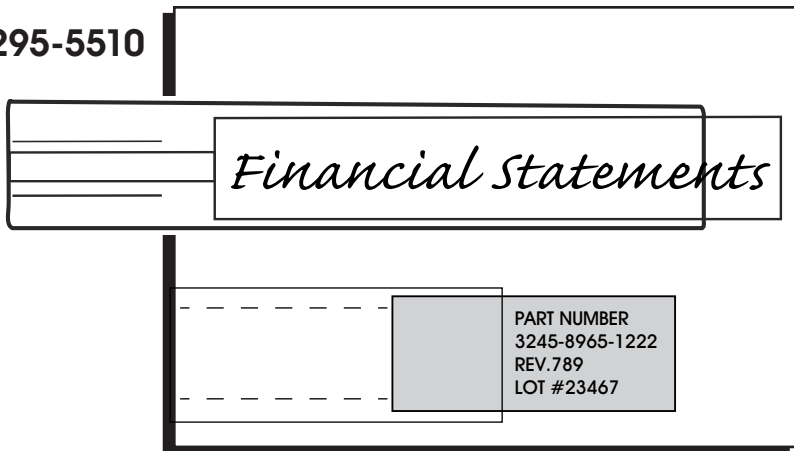 295-5510
Financial Statements
PART NUMBER
3245-8965-1222
REV.789
LOT #23467